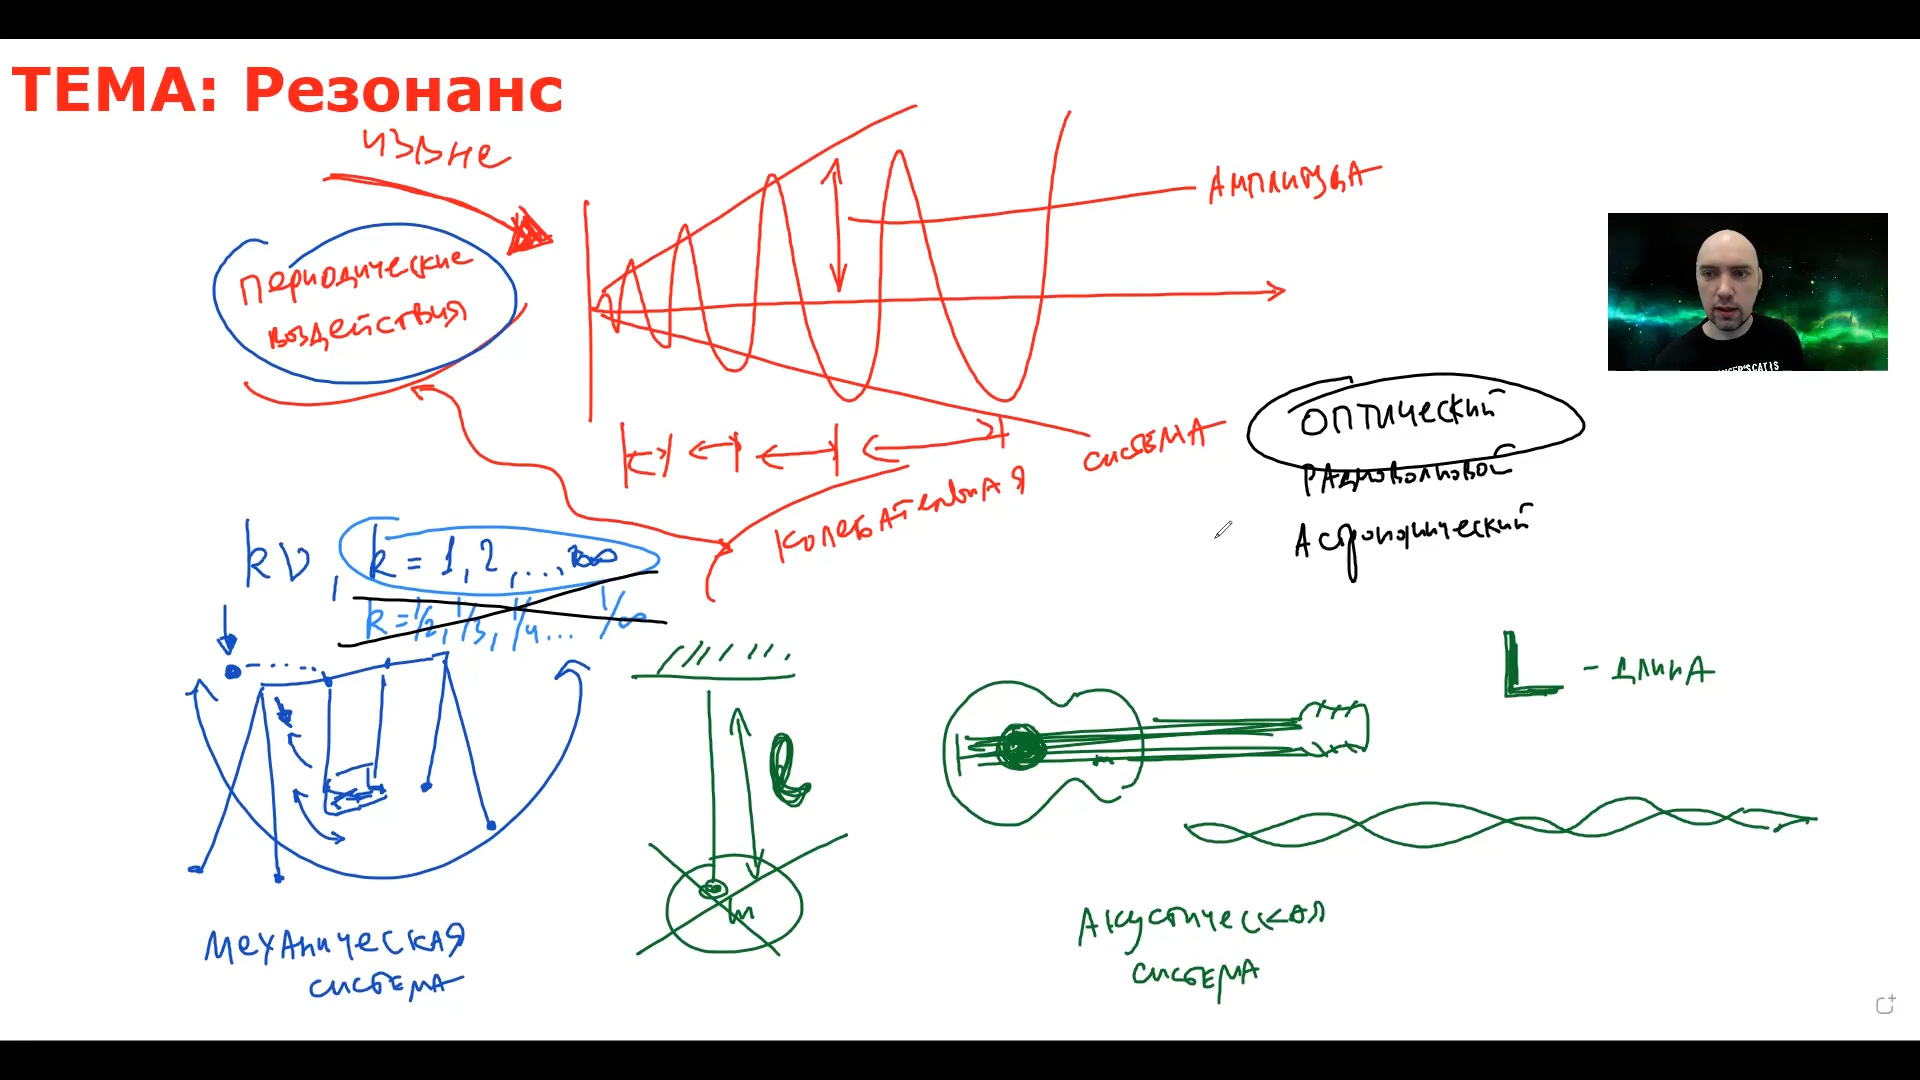 ТЕМА: Резонанс
извне
Амплитуда
периодические
воздействия
система
колебательная
оптический
радиоволновой
Астрономический
kν, k = 1, 2, ..., ∞
k = 1/2, 1/3, 1/4 ... 1/∞
L - длина
l
m
механическая
система
Акустическая
система